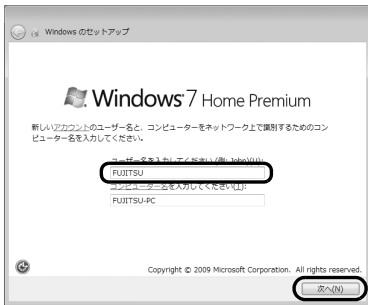 Windows のセットアップ
Windows 7 Home Premium
新しいアカウントのユーザー名と、コンピューターをネットワーク上で識別するためのコン
ピューター名を入力してください。
ユーザー名を入力してください (例: John)(U):
FUJITSU
コンピューター名を入力してください(T):
FUJITSU-PC
Copyright © 2009 Microsoft Corporation. All rights reserved.
次へ(N)